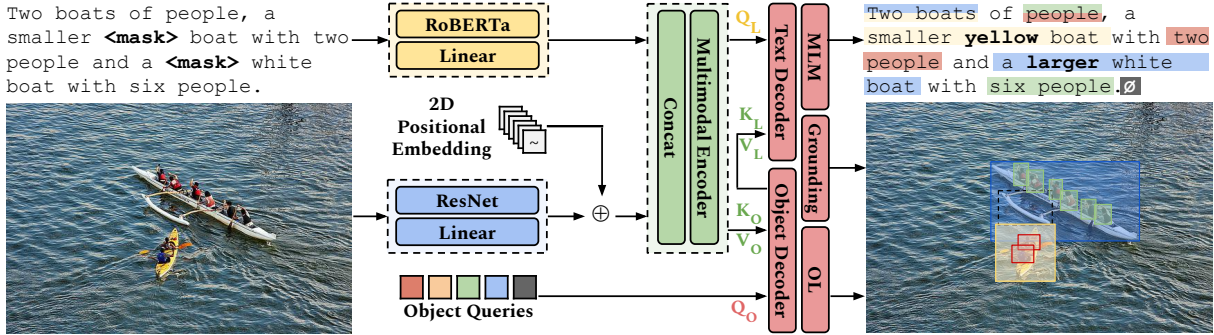 Two boats of people, a
smaller <mask> boat with two
people and a <mask> white
boat with six people.
RoBERTa
Linear
2D
Positional
Embedding
~
ResNet
Linear
⊕
Object Queries
Concat
Multimodal Encoder
Q_L
K_L
V_L
K_O
V_O
Q_O
Text Decoder
MLM
Grounding
Object Decoder
OL
Two boats of people, a
smaller yellow boat with two
people and a larger white
boat with six people.Ø